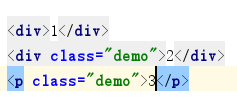 <div>1</div>
<div class="demo">2</div>
<p class="demo">3</p>